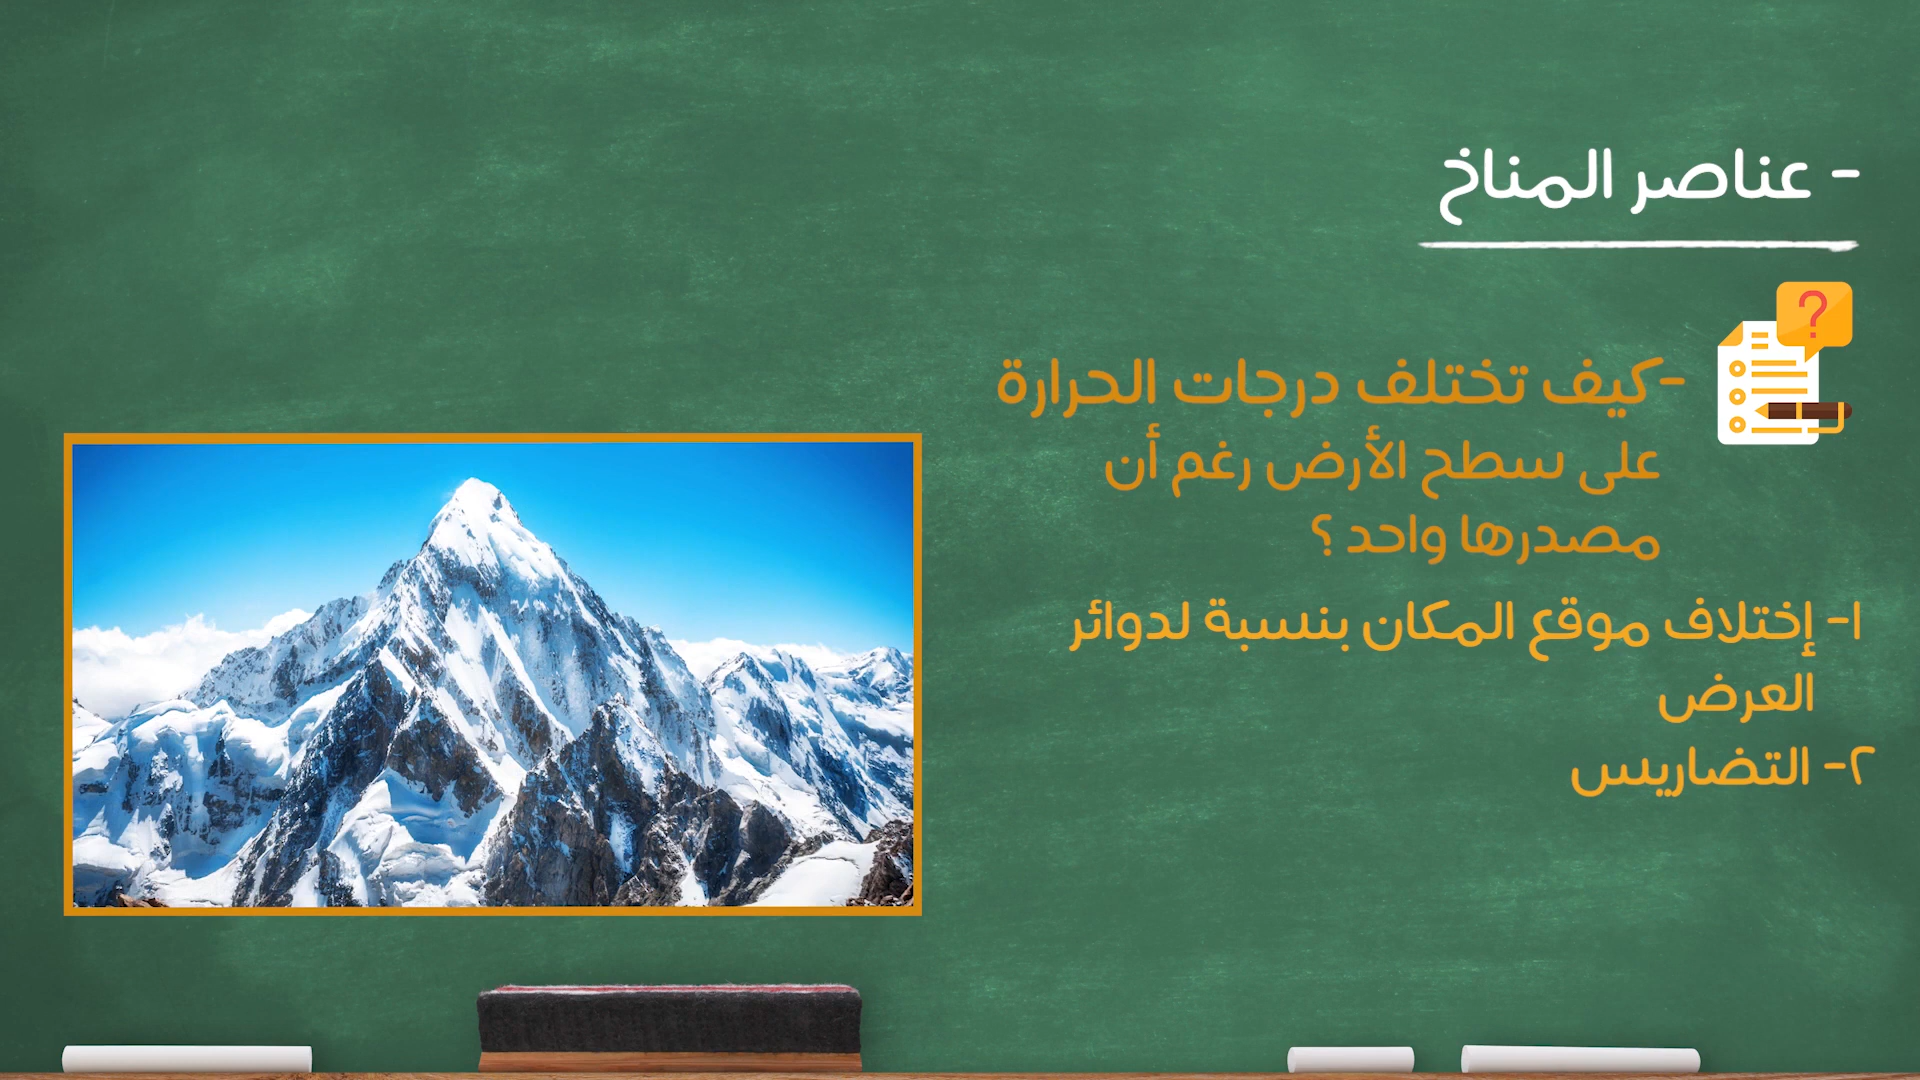 - عناصر المناخ
?
-كيف تختلف درجات الحرارة
على سطح الأرض رغم أن
مصدرها واحد ؟
١- إختلاف موقع المكان بنسبة لدوائر
العرض
٢- التضاريس